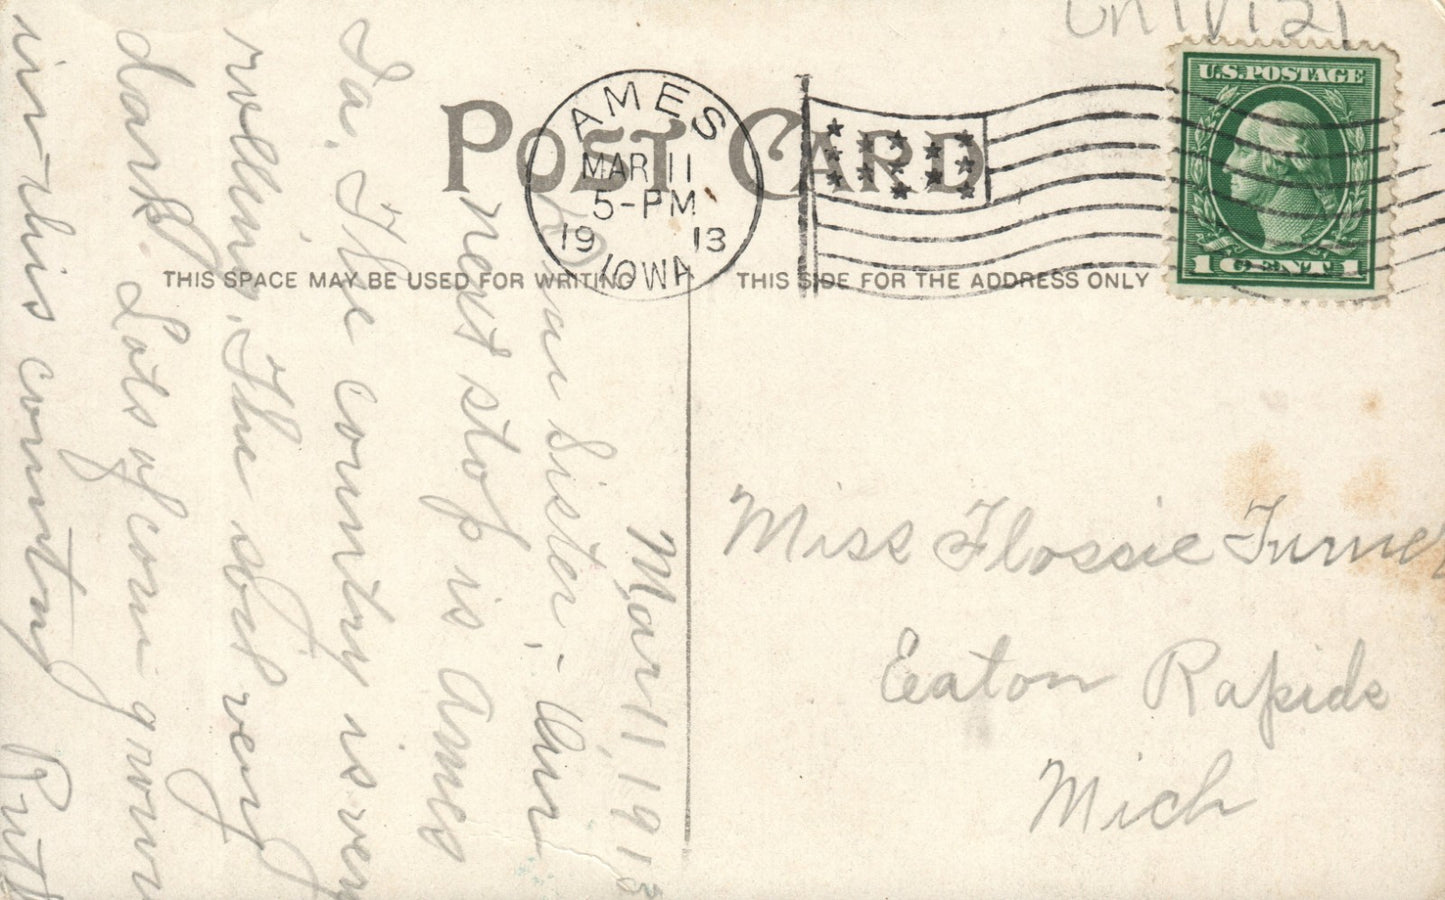 POST CARD
AMES
MAR 11
5-PM
19 13
IOWA
U.S. POSTAGE
1 CENT 1
THIS SPACE MAY BE USED FOR WRITING
THIS SIDE FOR THE ADDRESS ONLY
Mar 11, 1913
Dear Sister,- Our
next stop is Ames
Ia. The country is very
rolling. The soil very
dark. Lots of corn grown
in this country
Ruth
Miss Flossie Turner
Eaton Rapids
Mich